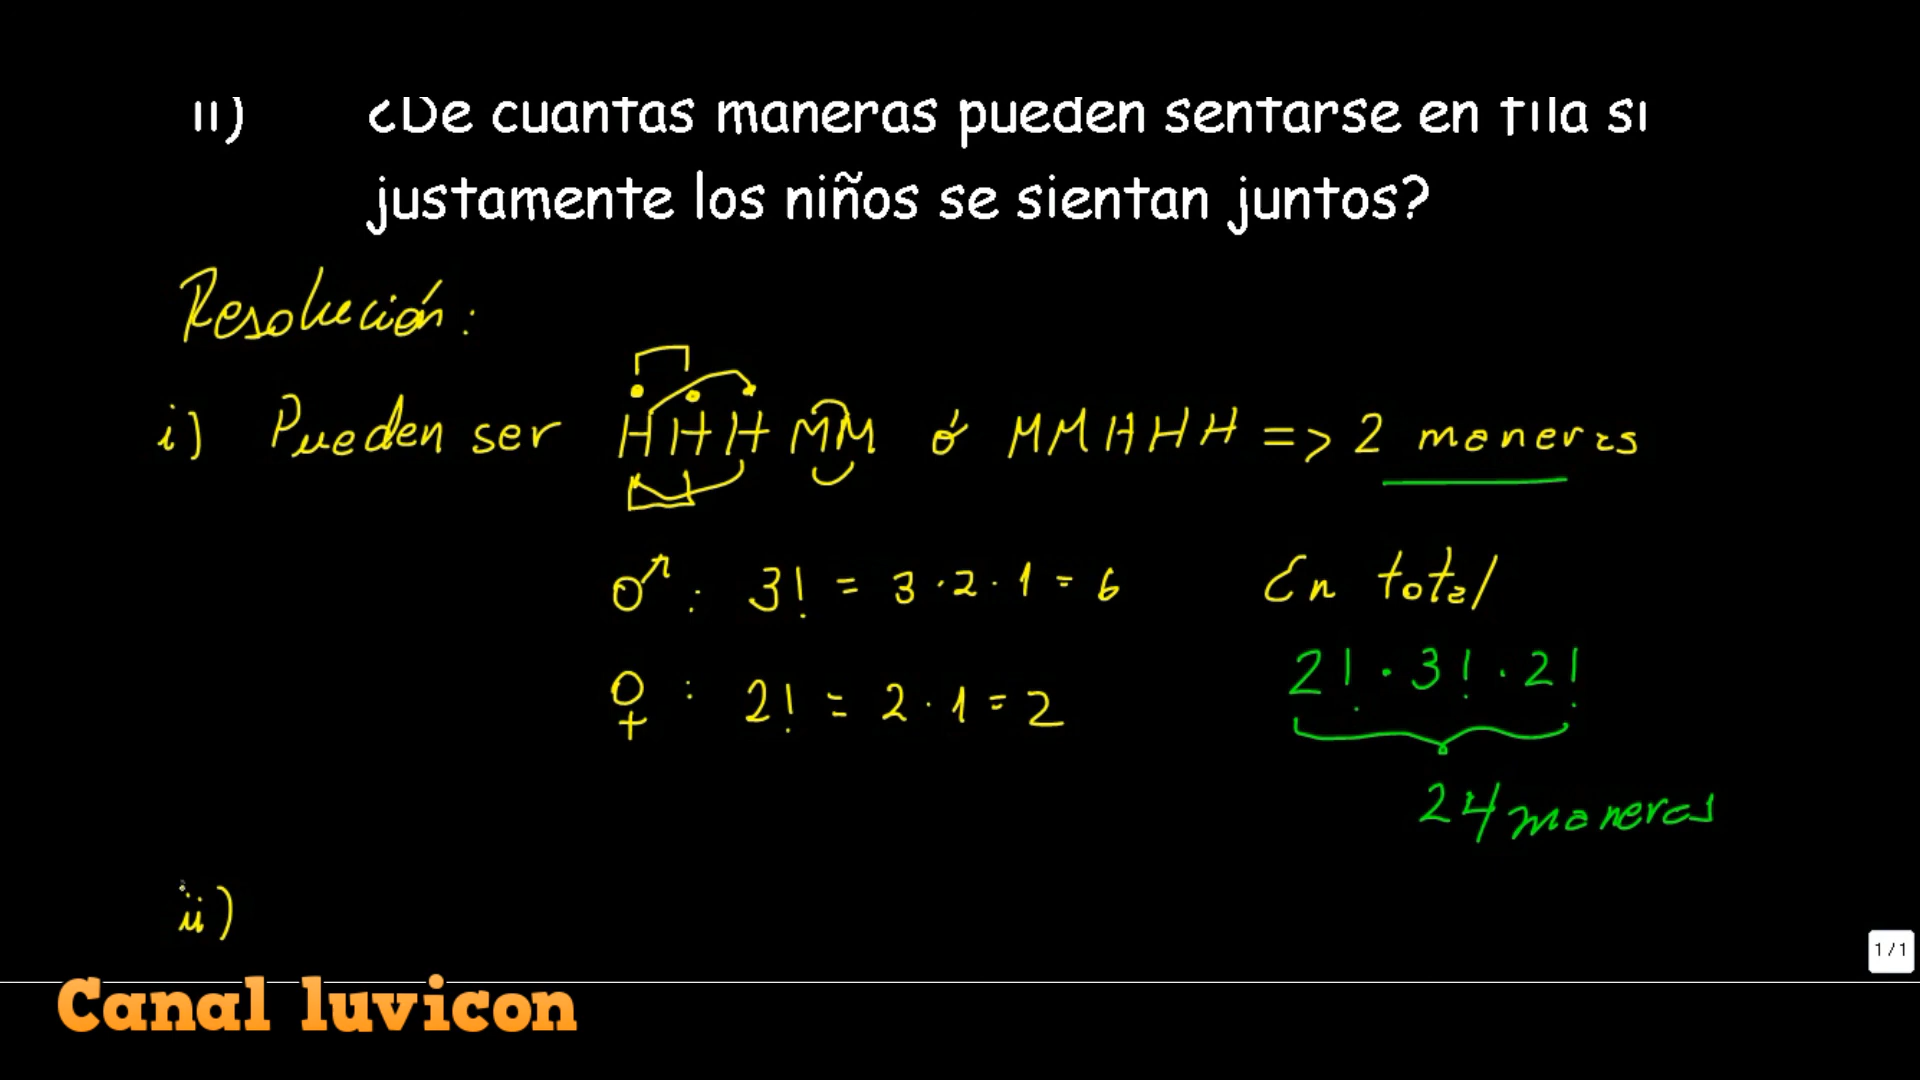 ii) ¿De cuantas maneras pueden sentarse en fila si
justamente los niños se sientan juntos?
Resolución:
i) Pueden ser HHH MM ó MMHHH => 2 maneras
♂ : 3! = 3 · 2 · 1 = 6
En total
♀ : 2! = 2 · 1 = 2
2! · 3! · 2!
24 maneras
ii)
1/1
Canal luvicon